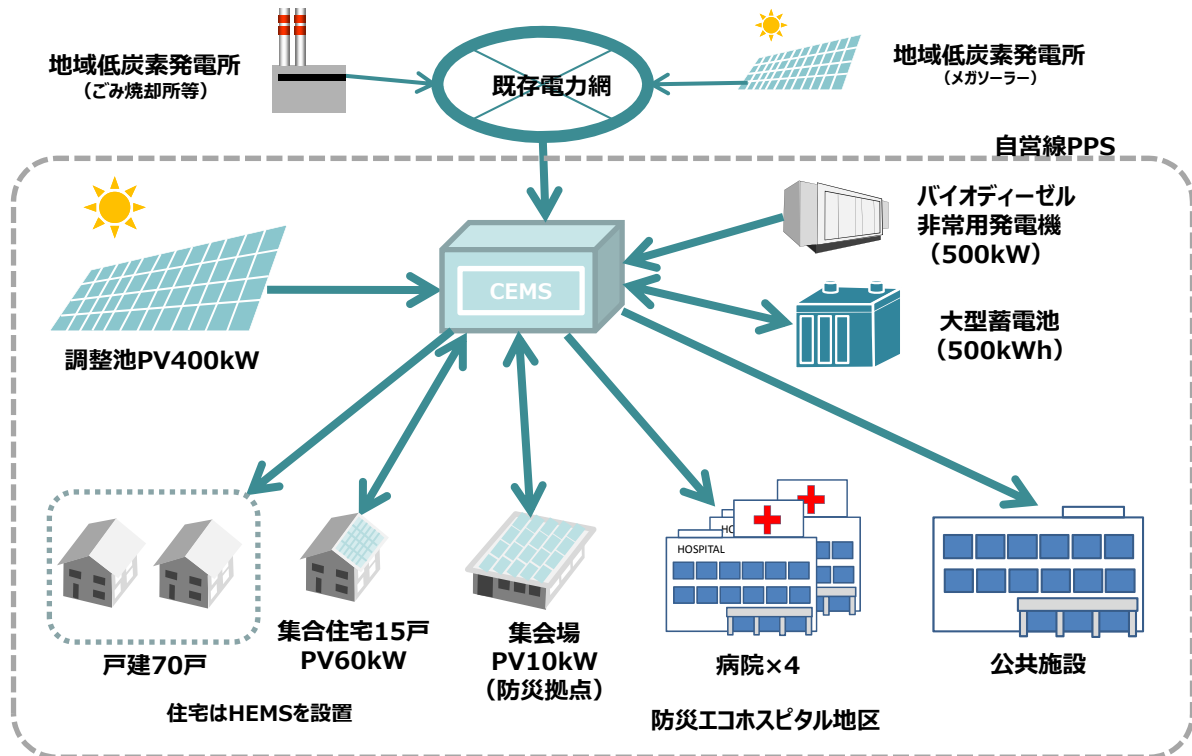 地域低炭素発電所
（ごみ焼却所等）
既存電力網
地域低炭素発電所
（メガソーラー）
自営線PPS
バイオディーゼル
非常用発電機
（500kW）
CEMS
大型蓄電池
（500kWh）
調整池PV400kW
HOSPITAL
戸建70戸
集合住宅15戸
PV60kW
集会場
PV10kW
（防災拠点）
病院×4
公共施設
住宅はHEMSを設置
防災エコホスピタル地区